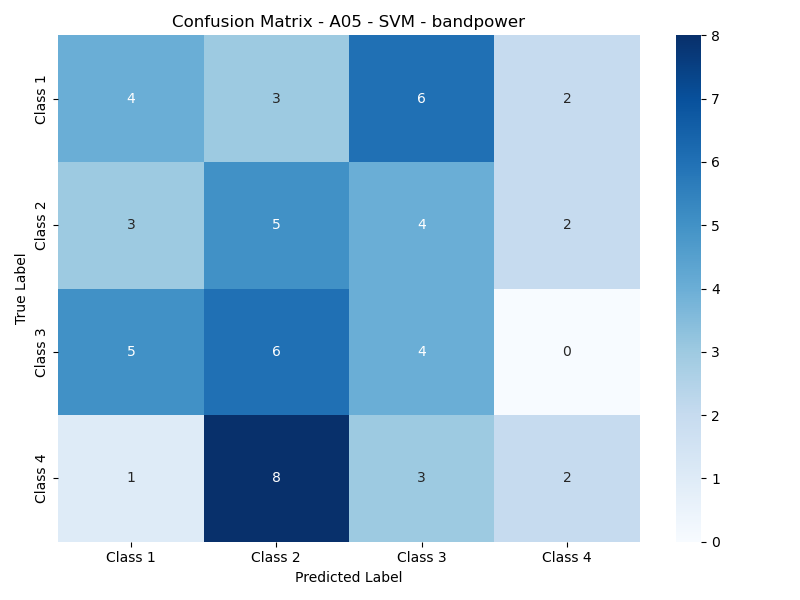 Confusion Matrix - A05 - SVM - bandpower
True Label
Class 1
4 3 6 2
Class 2
3 5 4 2
Class 3
5 6 4 0
Class 4
1 8 3 2
Class 1 Class 2 Class 3 Class 4
Predicted Label
8
7
6
5
4
3
2
1
0